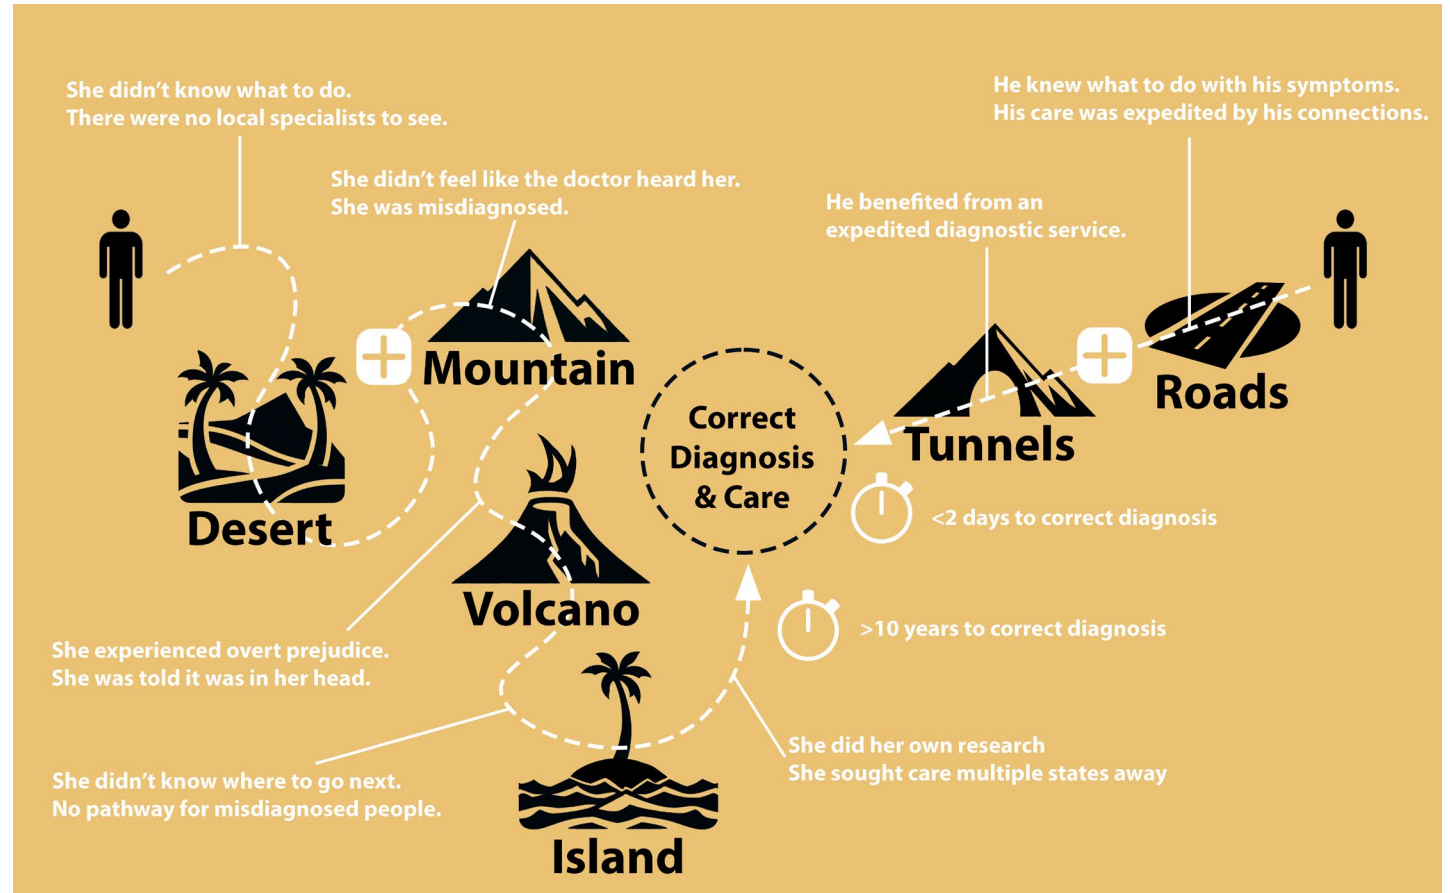 She didn't know what to do.
There were no local specialists to see.
He knew what to do with his symptoms.
His care was expedited by his connections.
She didn't feel like the doctor heard her.
She was misdiagnosed.
He benefited from an
expedited diagnostic service.
Mountain
Roads
Correct
Diagnosis
& Care
Tunnels
Desert
<2 days to correct diagnosis
Volcano
>10 years to correct diagnosis
She experienced overt prejudice.
She was told it was in her head.
She didn't know where to go next.
No pathway for misdiagnosed people.
She did her own research
She sought care multiple states away
Island